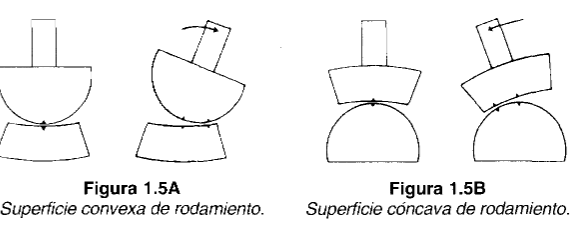 Figura 1.5A
Superficie convexa de rodamiento.
Figura 1.5B
Superficie cóncava de rodamiento.